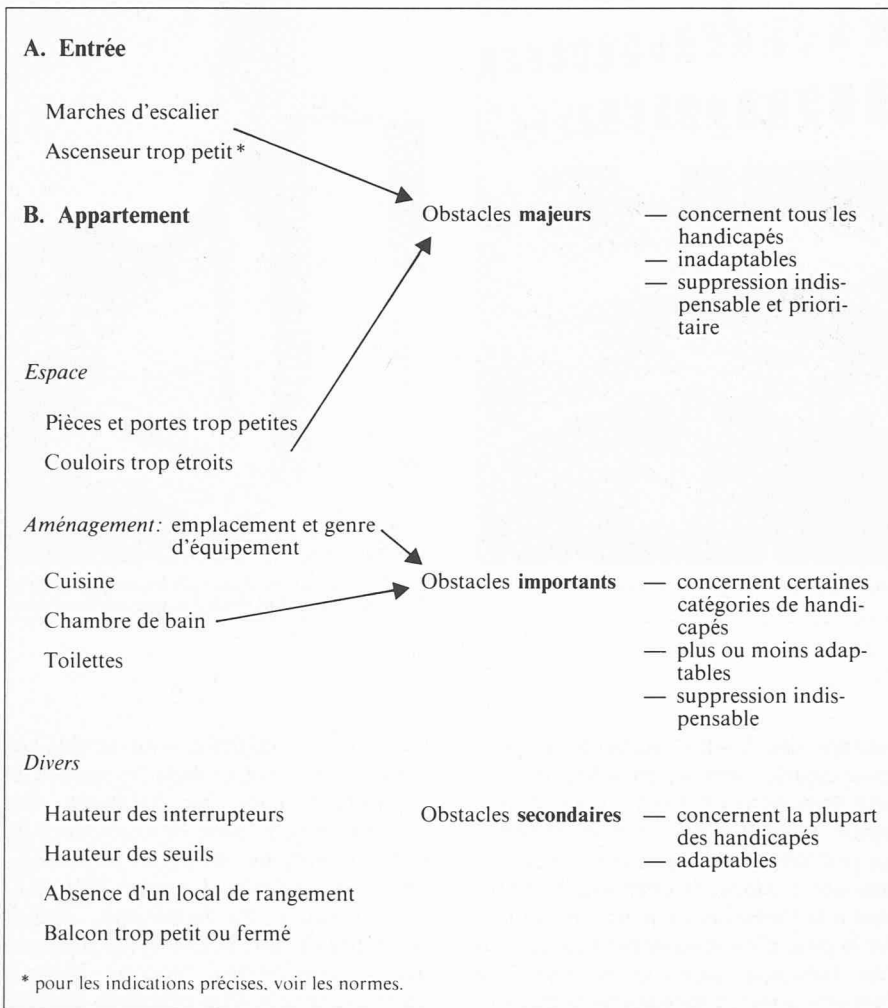 A. Entrée
Marches d'escalier
Ascenseur trop petit*
B. Appartement
Obstacles majeurs
— concernent tous les
handicapés
— inadaptables
— suppression indis-
pensable et priori-
taire
Espace
Pièces et portes trop petites
Couloirs trop étroits
Aménagement: emplacement et genre
d'équipement
Cuisine
Chambre de bain
Toilettes
Obstacles importants
— concernent certaines
catégories de handi-
capés
— plus ou moins adap-
tables
— suppression indis-
pensable
Divers
Hauteur des interrupteurs
Hauteur des seuils
Absence d'un local de rangement
Balcon trop petit ou fermé
Obstacles secondaires
— concernent la plupart
des handicapés
— adaptables
* pour les indications précises, voir les normes.